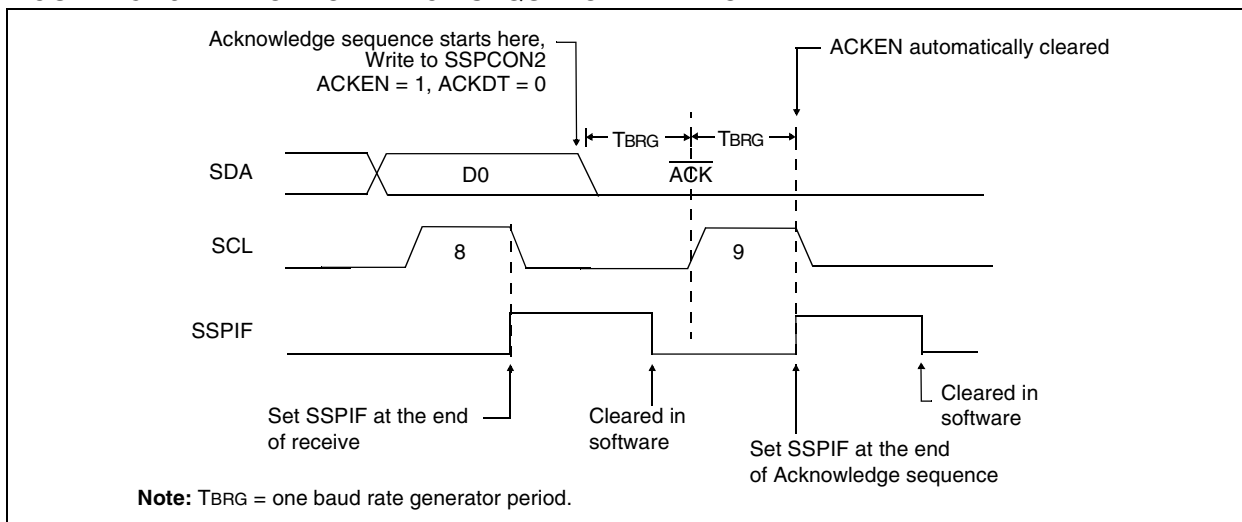 Acknowledge sequence starts here,
Write to SSPCON2
ACKEN = 1, ACKDT = 0
ACKEN automatically cleared
TBRG
TBRG
SDA
D0
ACK
SCL
8
9
SSPIF
Set SSPIF at the end
of receive
Cleared in
software
Set SSPIF at the end
of Acknowledge sequence
Cleared in
software
Note: TBRG = one baud rate generator period.